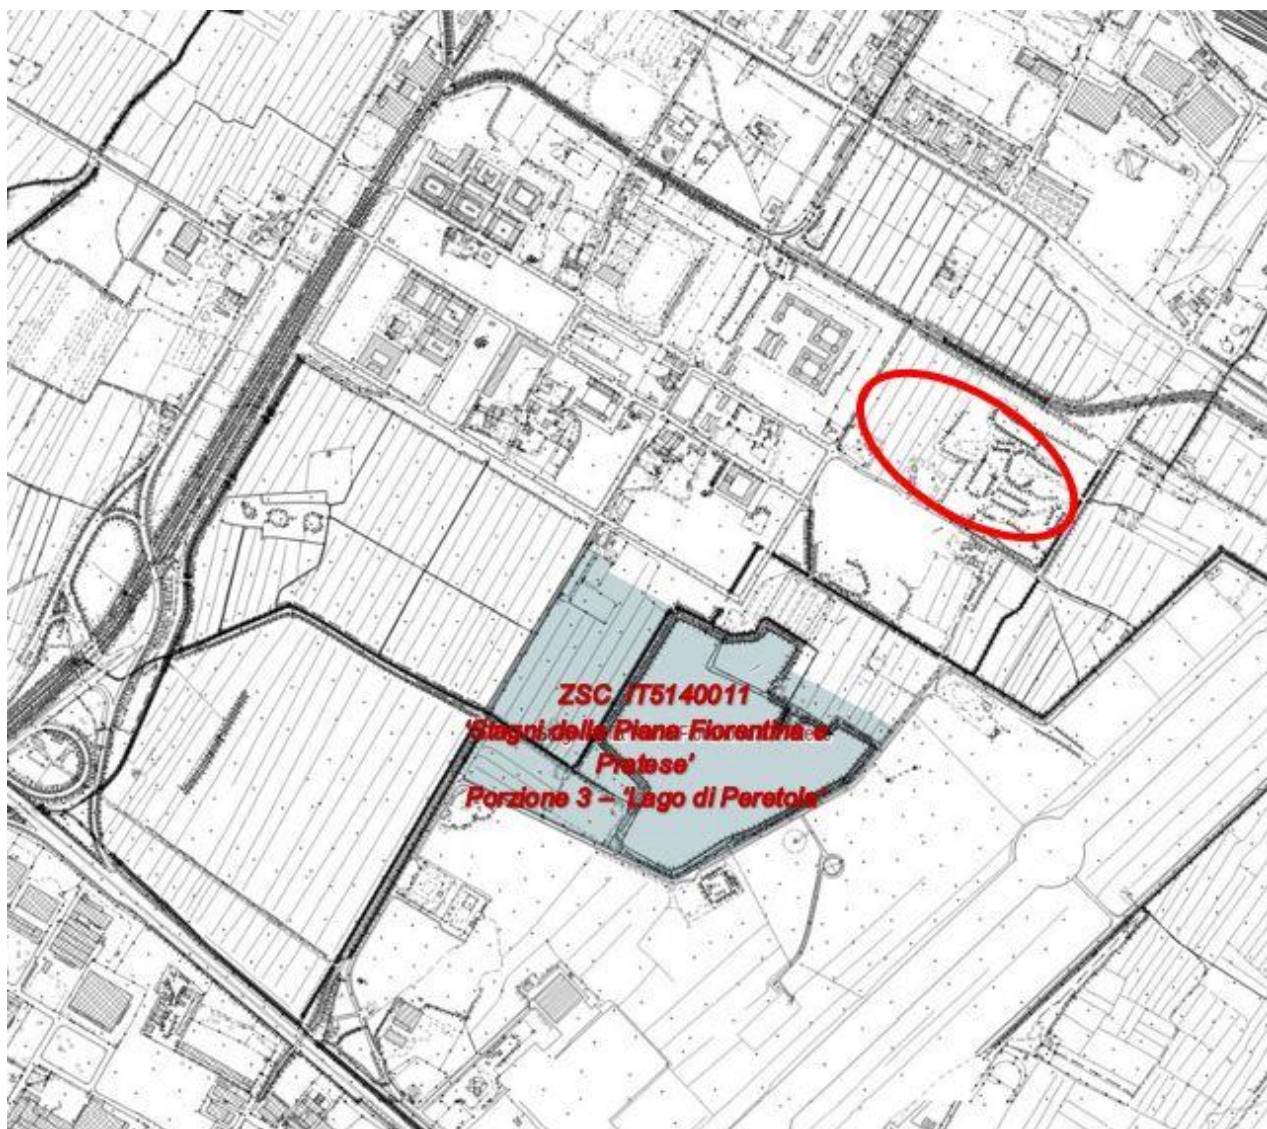 ZSC IT5140011
'Stagni della Piana Fiorentina e
Pratese'
Porzione 3 – 'Lago di Peretola'